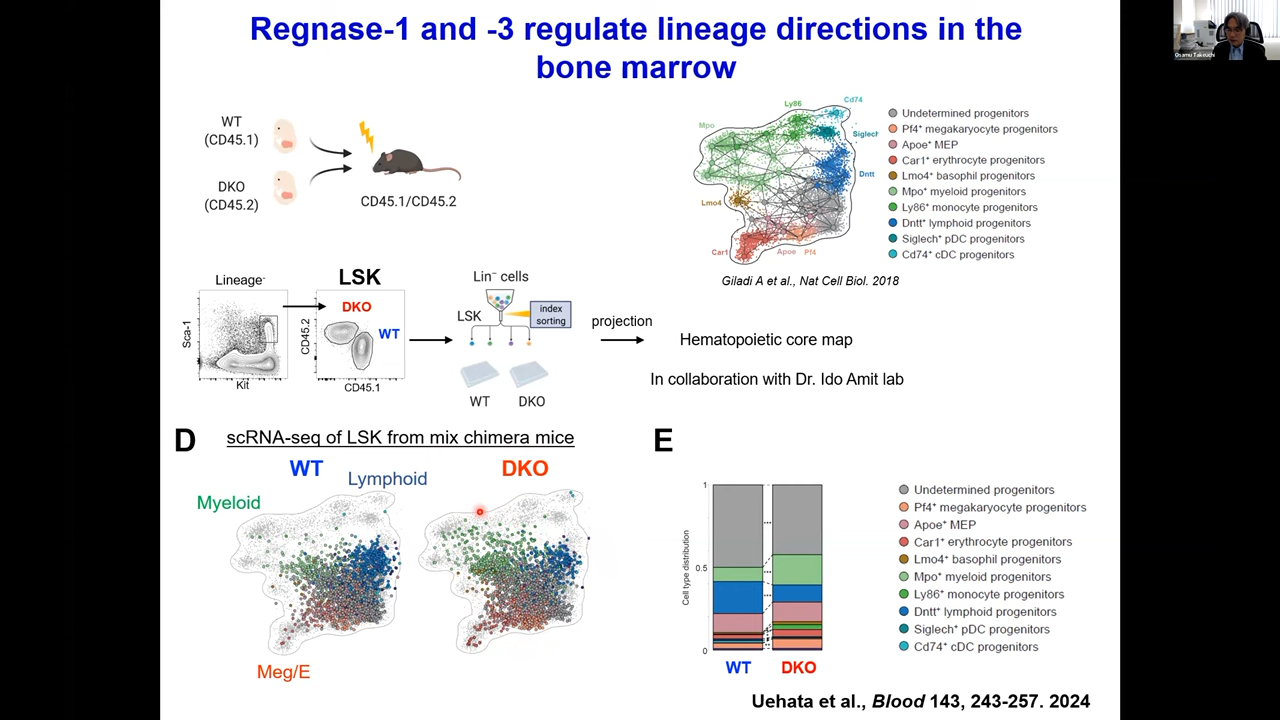 Regnase-1 and -3 regulate lineage directions in the
bone marrow
Osamu Takeuchi
WT
(CD45.1)
DKO
(CD45.2)
CD45.1/CD45.2
Ly86
Cd74
Mpo
Siglech
Dntt
Lmo4
Car1
Apoe
Pf4
Undetermined progenitors
Pf4⁺ megakaryocyte progenitors
Apoe⁺ MEP
Car1⁺ erythrocyte progenitors
Lmo4⁺ basophil progenitors
Mpo⁺ myeloid progenitors
Ly86⁺ monocyte progenitors
Dntt⁺ lymphoid progenitors
Siglech⁺ pDC progenitors
Cd74⁺ cDC progenitors
Giladi A et al., Nat Cell Biol. 2018
Lineage⁻
Sca-1
Kit
LSK
DKO
WT
CD45.2
CD45.1
Lin⁻ cells
LSK
index
sorting
WT
DKO
projection
Hematopoietic core map
In collaboration with Dr. Ido Amit lab
D
scRNA-seq of LSK from mix chimera mice
WT
DKO
Lymphoid
Myeloid
Meg/E
E
Cell type distribution
1
0.5
0
WT
DKO
Undetermined progenitors
Pf4⁺ megakaryocyte progenitors
Apoe⁺ MEP
Car1⁺ erythrocyte progenitors
Lmo4⁺ basophil progenitors
Mpo⁺ myeloid progenitors
Ly86⁺ monocyte progenitors
Dntt⁺ lymphoid progenitors
Siglech⁺ pDC progenitors
Cd74⁺ cDC progenitors
Uehata et al., Blood 143, 243-257. 2024